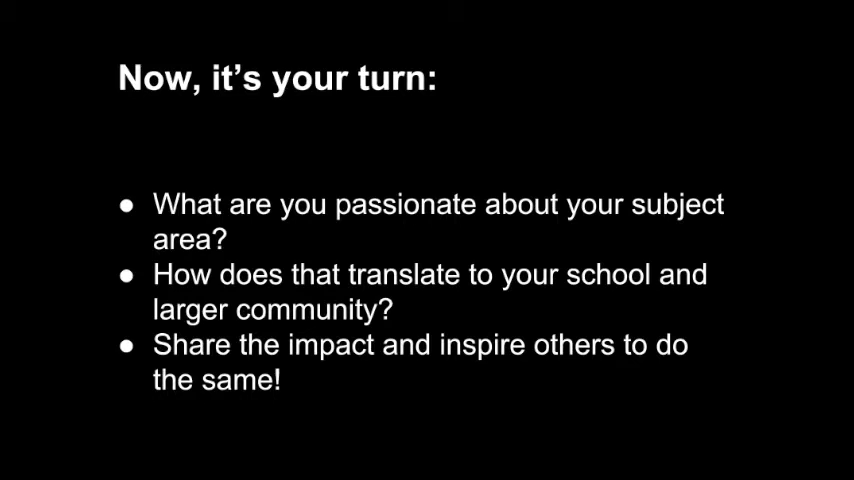 Now, it’s your turn:
● What are you passionate about your subject
area?
● How does that translate to your school and
larger community?
● Share the impact and inspire others to do
the same!